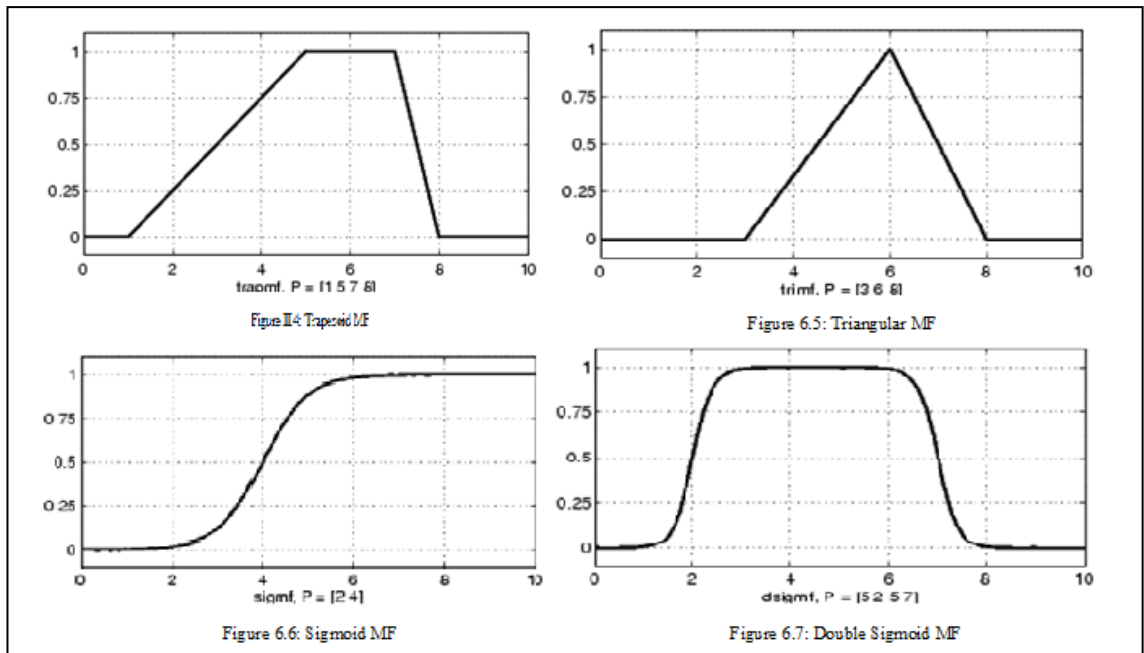 1
0.75
0.5
0.25
0
0 2 4 6 8 10
trapmf, P = [1 5 7 8]
Figure II4: Trapezoid MF
1
0.75
0.5
0.25
0
0 2 4 6 8 10
trimf, P = [3 6 8]
Figure 6.5: Triangular MF
1
0.75
0.5
0.25
0
0 2 4 6 8 10
sigmf, P = [2 4]
Figure 6.6: Sigmoid MF
1
0.75
0.5
0.25
0
0 2 4 6 8 10
dsigmf, P = [5 2 5 7]
Figure 6.7: Double Sigmoid MF